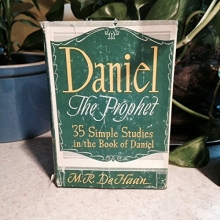 Daniel
The Prophet
35 Simple Studies
in the Book of Daniel
M.R. DeHaan